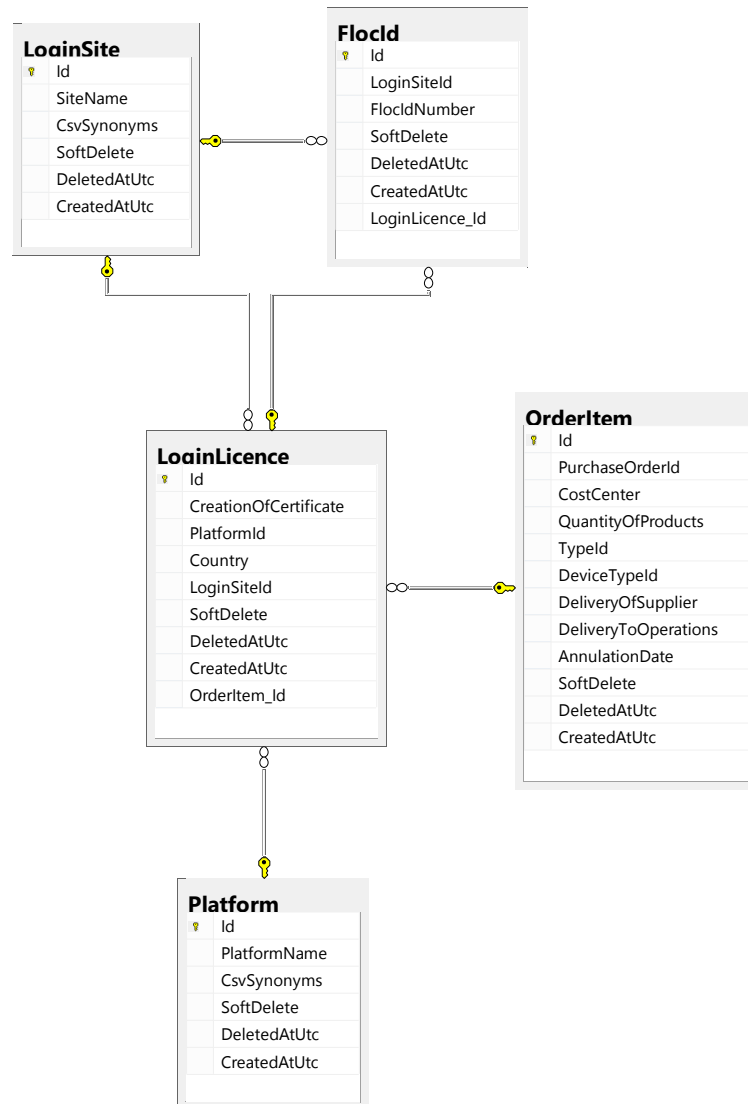 LoginSite
Id
SiteName
CsvSynonyms
SoftDelete
DeletedAtUtc
CreatedAtUtc
FlocId
Id
LoginSiteId
FlocIdNumber
SoftDelete
DeletedAtUtc
CreatedAtUtc
LoginLicence_Id
LoginLicence
Id
CreationOfCertificate
PlatformId
Country
LoginSiteId
SoftDelete
DeletedAtUtc
CreatedAtUtc
OrderItem_Id
OrderItem
Id
PurchaseOrderId
CostCenter
QuantityOfProducts
TypeId
DeviceTypeId
DeliveryOfSupplier
DeliveryToOperations
AnnulationDate
SoftDelete
DeletedAtUtc
CreatedAtUtc
Platform
Id
PlatformName
CsvSynonyms
SoftDelete
DeletedAtUtc
CreatedAtUtc